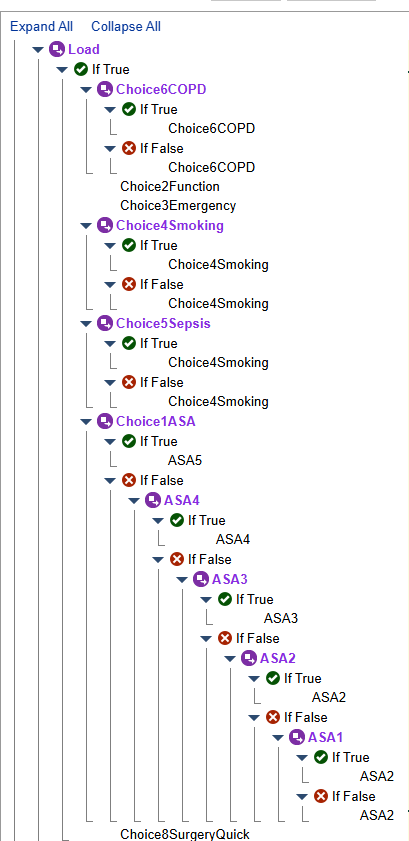 Expand All Collapse All
Load
If True
Choice6COPD
If True
Choice6COPD
If False
Choice6COPD
Choice2Function
Choice3Emergency
Choice4Smoking
If True
Choice4Smoking
If False
Choice4Smoking
Choice5Sepsis
If True
Choice4Smoking
If False
Choice4Smoking
Choice1ASA
If True
ASA5
If False
ASA4
If True
ASA4
If False
ASA3
If True
ASA3
If False
ASA2
If True
ASA2
If False
ASA1
If True
ASA2
If False
ASA2
Choice8SurgeryQuick